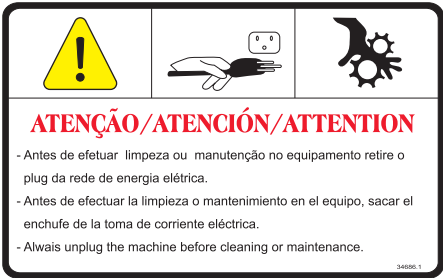 ATENÇÃO/ATENCIÓN/ATTENTION
- Antes de efetuar limpeza ou manutenção no equipamento retire o
plug da rede de energia elétrica.
- Antes de efectuar la limpieza o mantenimiento en el equipo, sacar el
enchufe de la toma de corriente eléctrica.
- Alwais unplug the machine before cleaning or maintenance.
34686.1